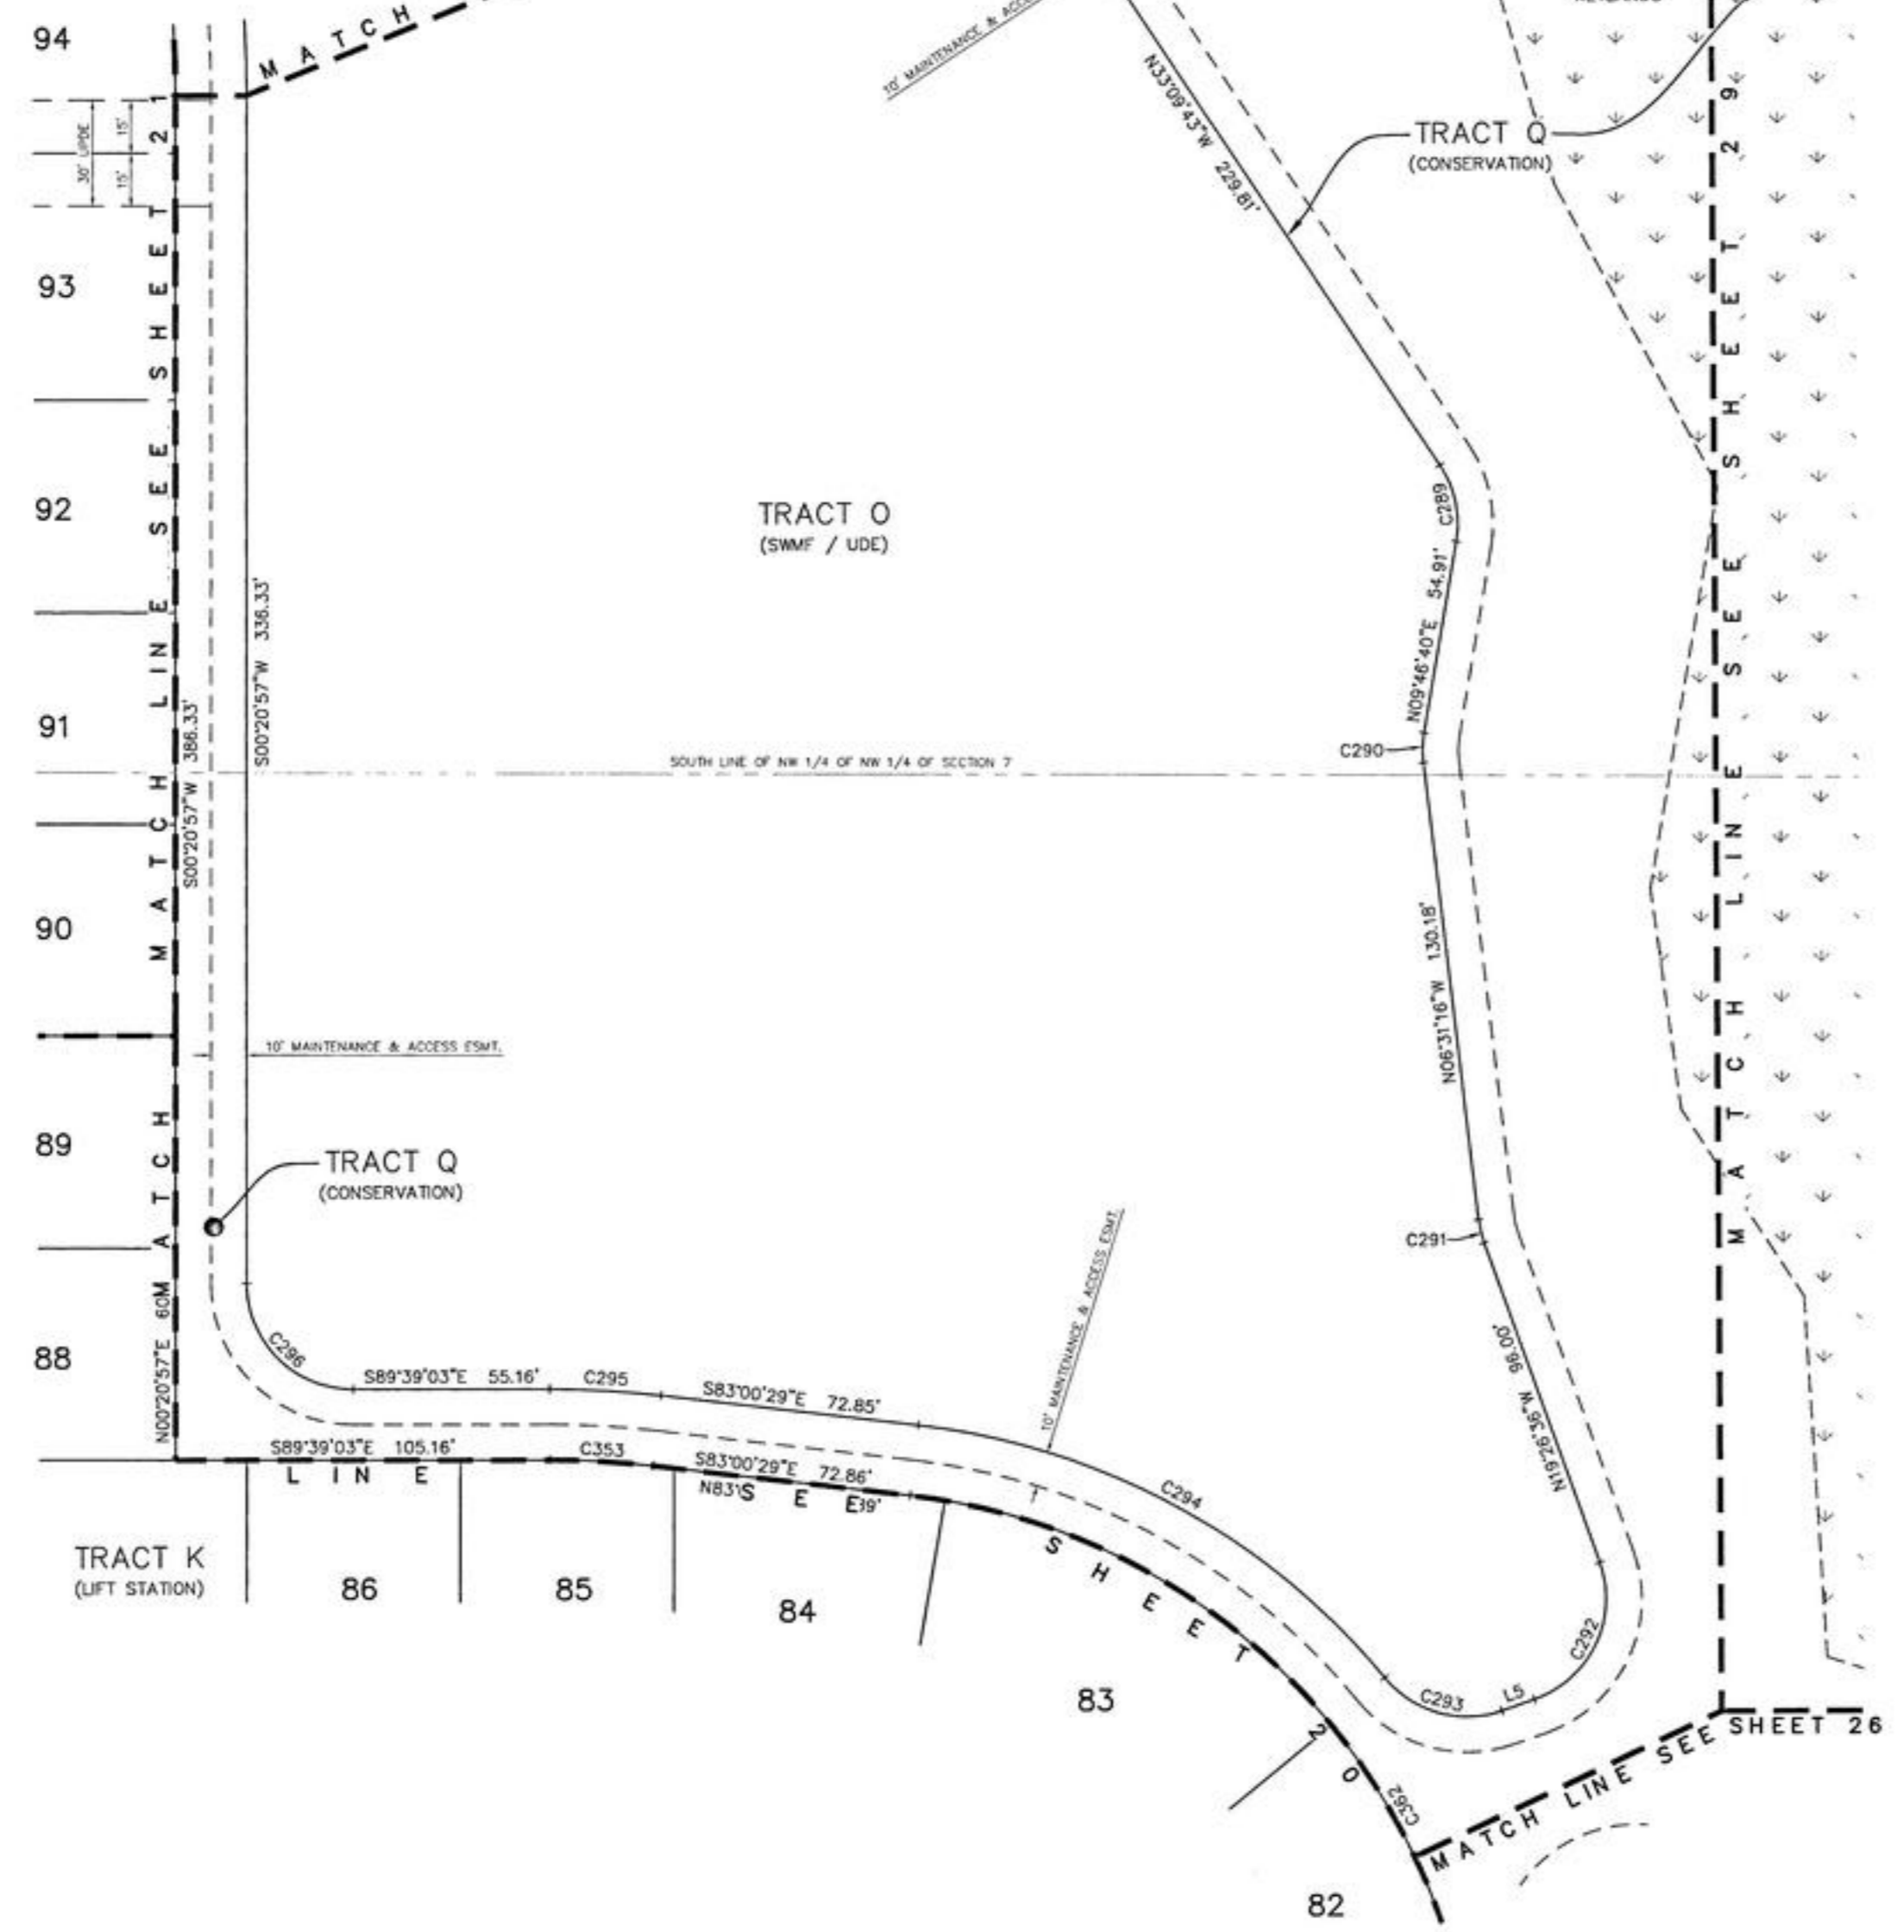 94
MATCH
10' MAINTENANCE & ACCE
N33°09'43"W 229.81'
TRACT Q
(CONSERVATION)
30' UPDE
15'
15'
93
92
91
90
89
88
MATCH LINE SEE SHEET 21
MATCH
S00°20'57"W 336.33'
S00°20'57"W 386.33'
TRACT O
(SWMF / UDE)
C289
N09°46'40"E 54.91'
C290
SOUTH LINE OF NW 1/4 OF NW 1/4 OF SECTION 7
N06°31'16"W 130.18'
MATCH LINE SEE SHEET 29
10' MAINTENANCE & ACCESS ESMT.
TRACT Q
(CONSERVATION)
10' MAINTENANCE & ACCESS ESMT.
C291
N19°26'36"W 96.00'
N00°20'57"E 60
C296
S89°39'03"E 55.16'
C295
S83°00'29"E 72.85'
S89°39'03"E 105.16'
C353
S83°00'29"E 72.86'
N83°
39'
LINE SEE SHEET 20
C294
C292
C293
L5
TRACT K
(LIFT STATION)
86
85
84
83
82
C362
MATCH LINE SEE SHEET 26